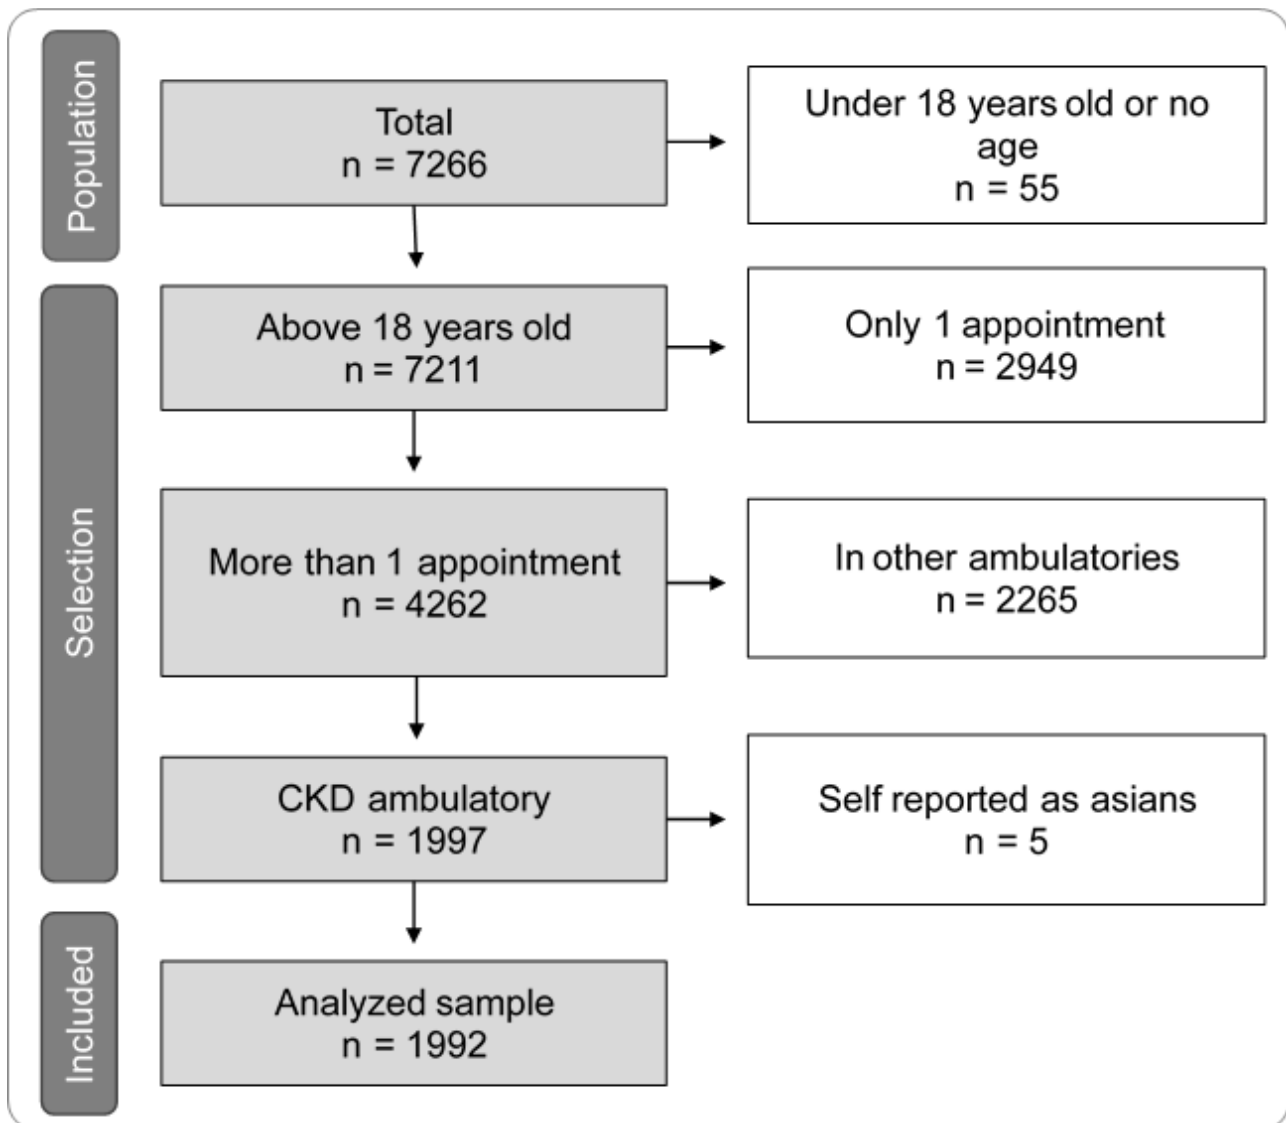 Population
Total
n = 7266
Under 18 years old or no
age
n = 55
Selection
Above 18 years old
n = 7211
Only 1 appointment
n = 2949
More than 1 appointment
n = 4262
In other ambulatories
n = 2265
CKD ambulatory
n = 1997
Self reported as asians
n = 5
Included
Analyzed sample
n = 1992